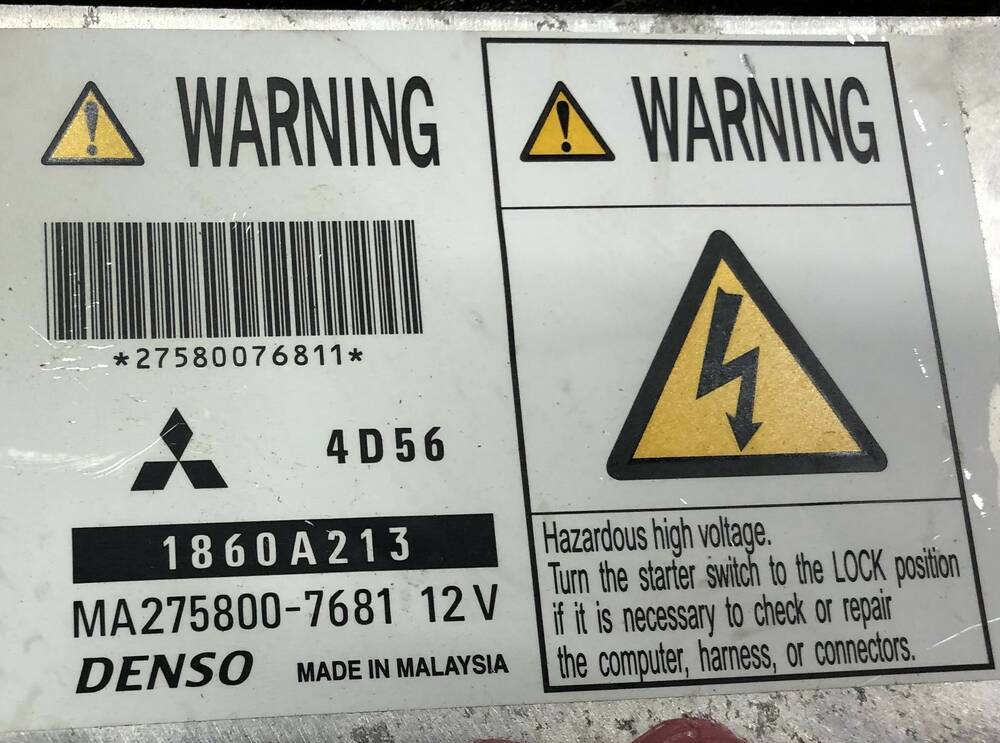 WARNING
*27580076811*
4D56
1860A213
MA275800-7681 12V
DENSO MADE IN MALAYSIA
WARNING
Hazardous high voltage.
Turn the starter switch to the LOCK position
if it is necessary to check or repair
the computer, harness, or connectors.